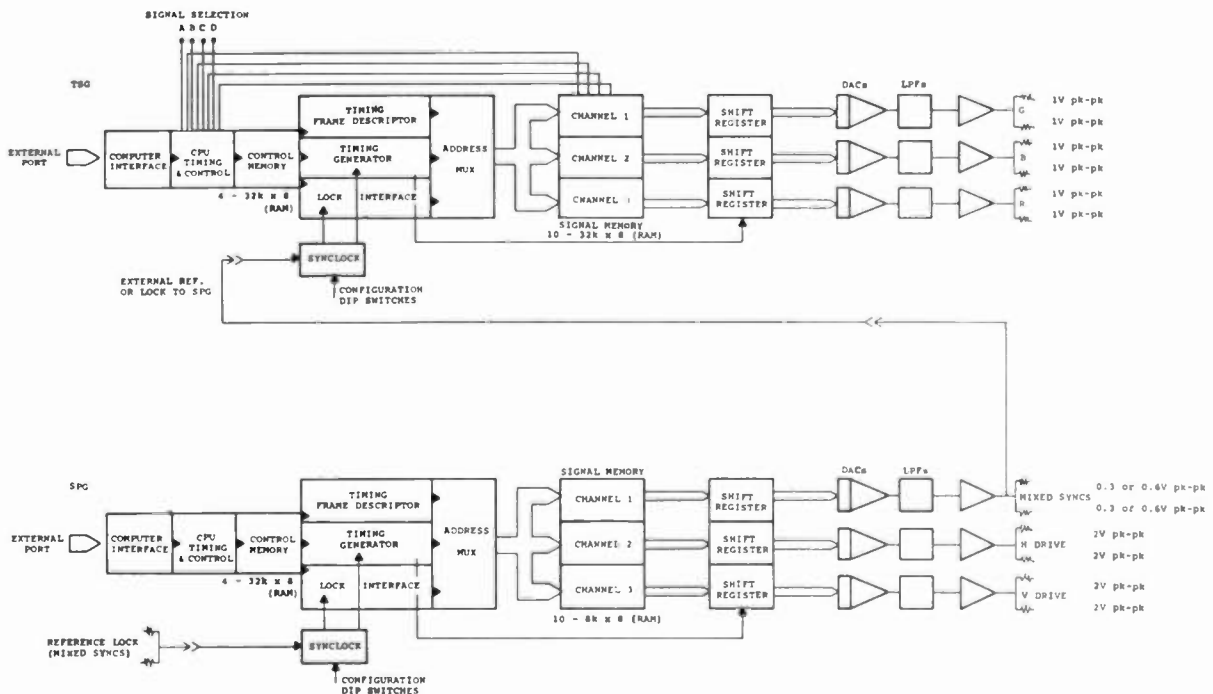 SIGNAL SELECTION
A B C D
TSG
EXTERNAL
PORT
COMPUTER
INTERFACE
CPU
TIMING
& CONTROL
CONTROL
MEMORY
4 - 32k x 8
(RAM)
TIMING
FRAME DESCRIPTOR
TIMING
GENERATOR
LOCK
INTERFACE
ADDRESS
MUX
SYNCLOCK
CONFIGURATION
DIP SWITCHES
EXTERNAL REF.
OR LOCK TO SPG
CHANNEL 1
CHANNEL 2
CHANNEL
SIGNAL MEMORY
10 - 32k x 8 (RAM)
SHIFT
REGISTER
SHIFT
REGISTER
SHIFT
REGISTER
DACs
LPFs
G
1V pk-pk
1V pk-pk
B
1V pk-pk
1V pk-pk
R
1V pk-pk
1V pk-pk
SPG
EXTERNAL
PORT
COMPUTER
INTERFACE
CPU
TIMING
& CONTROL
CONTROL
MEMORY
4 - 32k x 8
(RAM)
TIMING
FRAME DESCRIPTOR
TIMING
GENERATOR
LOCK
INTERFACE
ADDRESS
MUX
REFERENCE LOCK
(MIXED SYNCS)
SYNCLOCK
CONFIGURATION
DIP SWITCHES
SIGNAL MEMORY
CHANNEL 1
CHANNEL 2
CHANNEL 3
10 - 8k x 8 (RAM)
SHIFT
REGISTER
SHIFT
REGISTER
SHIFT
REGISTER
DACs
LPFs
MIXED SYNCS
0.3 or 0.6V pk-pk
0.3 or 0.6V pk-pk
H DRIVE
2V pk-pk
2V pk-pk
V DRIVE
2V pk-pk
2V pk-pk